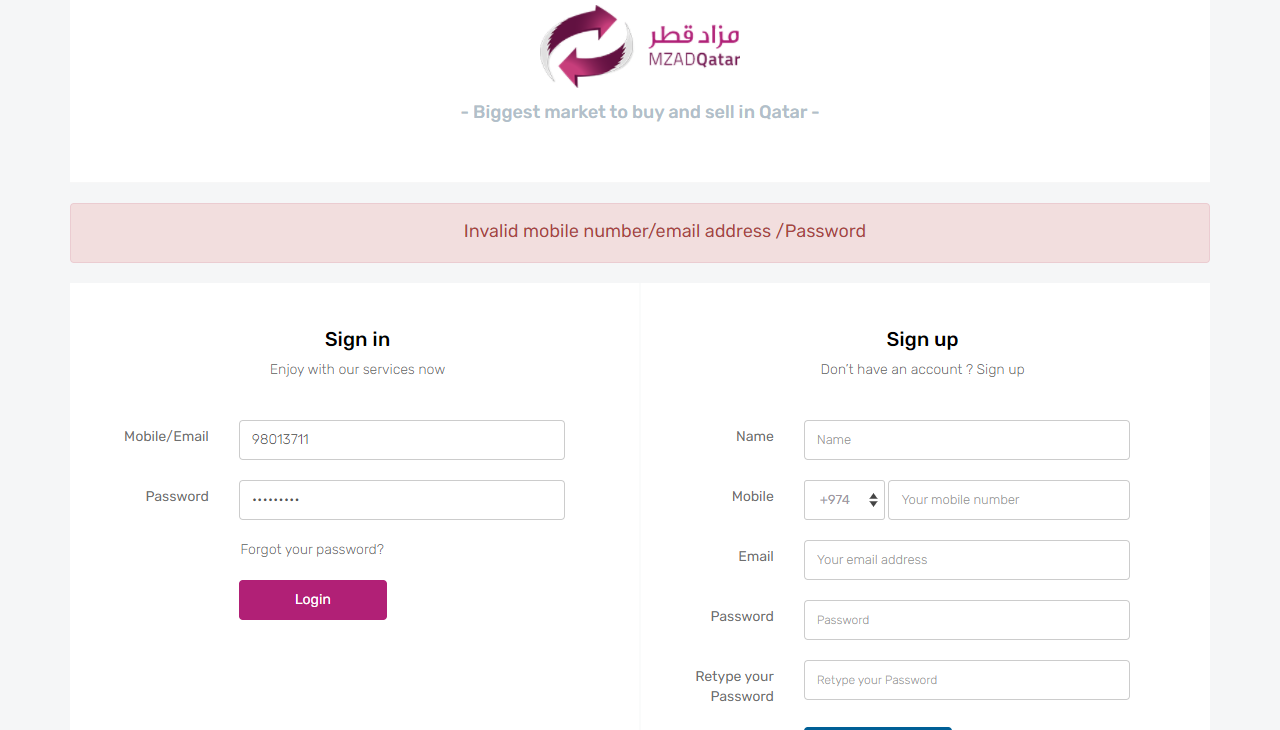 مزاد قطر
MZADQatar
- Biggest market to buy and sell in Qatar -
Invalid mobile number/email address /Password
Sign in
Enjoy with our services now
Mobile/Email
98013711
Password
•••••••••
Forgot your password?
Login
Sign up
Don't have an account ? Sign up
Name
Name
Mobile
+974
Your mobile number
Email
Your email address
Password
Password
Retype your
Password
Retype your Password